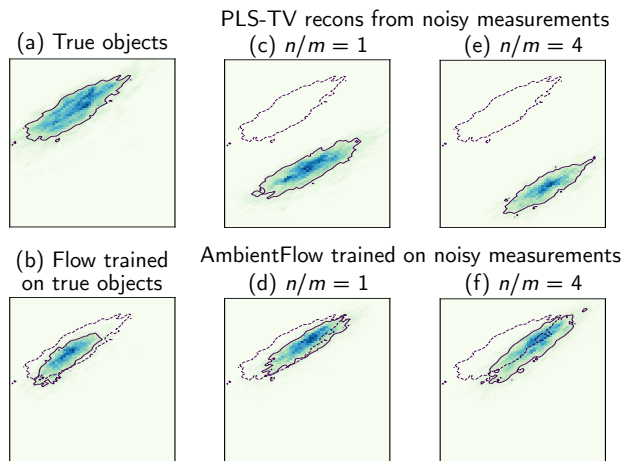 PLS-TV recons from noisy measurements
(a) True objects
(c) n/m = 1
(e) n/m = 4
(b) Flow trained
on true objects
AmbientFlow trained on noisy measurements
(d) n/m = 1
(f) n/m = 4